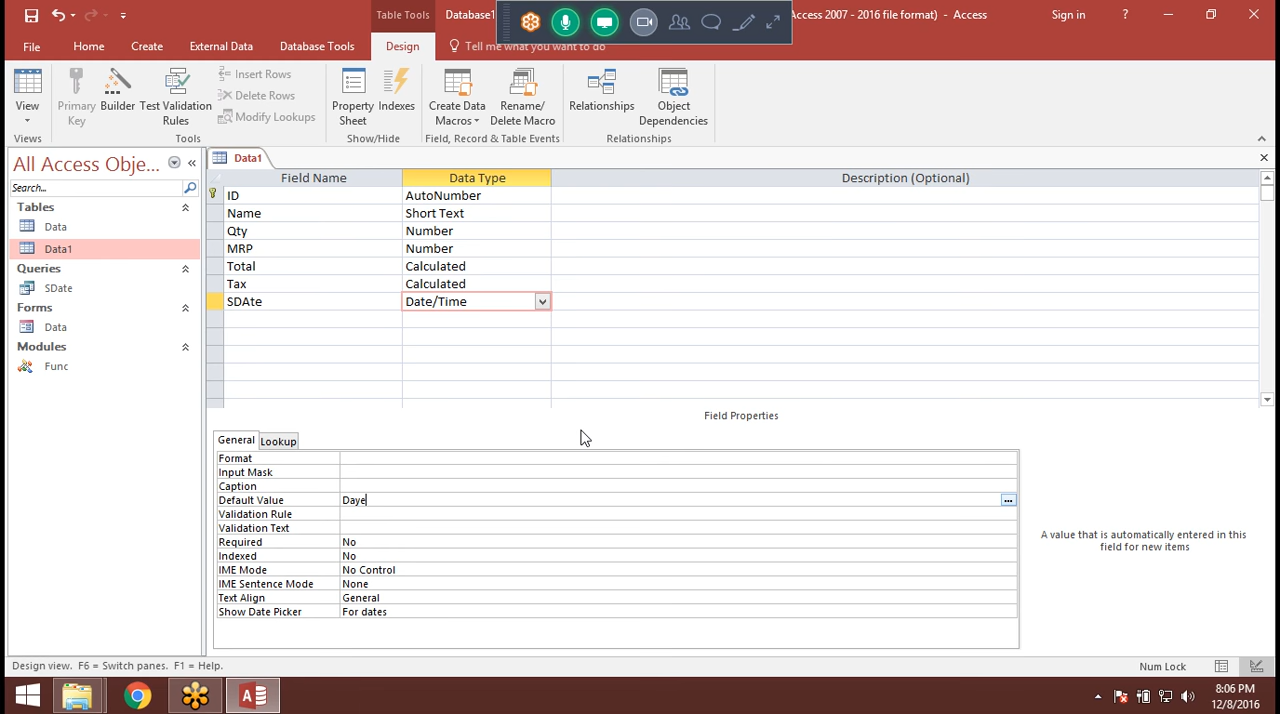 Table Tools
Database1
Access 2007 - 2016 file format) - Access
Sign in
?
File
Home
Create
External Data
Database Tools
Design
Tell me what you want to do
View
Primary Key
Builder
Test Validation Rules
Insert Rows
Delete Rows
Modify Lookups
Property Sheet
Indexes
Create Data Macros
Rename/ Delete Macro
Relationships
Object Dependencies
Views
Tools
Show/Hide
Field, Record & Table Events
Relationships
All Access Obje...
Search...
Tables
Data
Data1
Queries
SDate
Forms
Data
Modules
Func
Data1
Field Name
Data Type
Description (Optional)
ID
AutoNumber
Name
Short Text
Qty
Number
MRP
Number
Total
Calculated
Tax
Calculated
SDAte
Date/Time
Field Properties
General
Lookup
Format
Input Mask
Caption
Default Value
Daye
Validation Rule
Validation Text
Required
No
Indexed
No
IME Mode
No Control
IME Sentence Mode
None
Text Align
General
Show Date Picker
For dates
A value that is automatically entered in this
field for new items
Design view. F6 = Switch panes. F1 = Help.
Num Lock
8:06 PM
12/8/2016